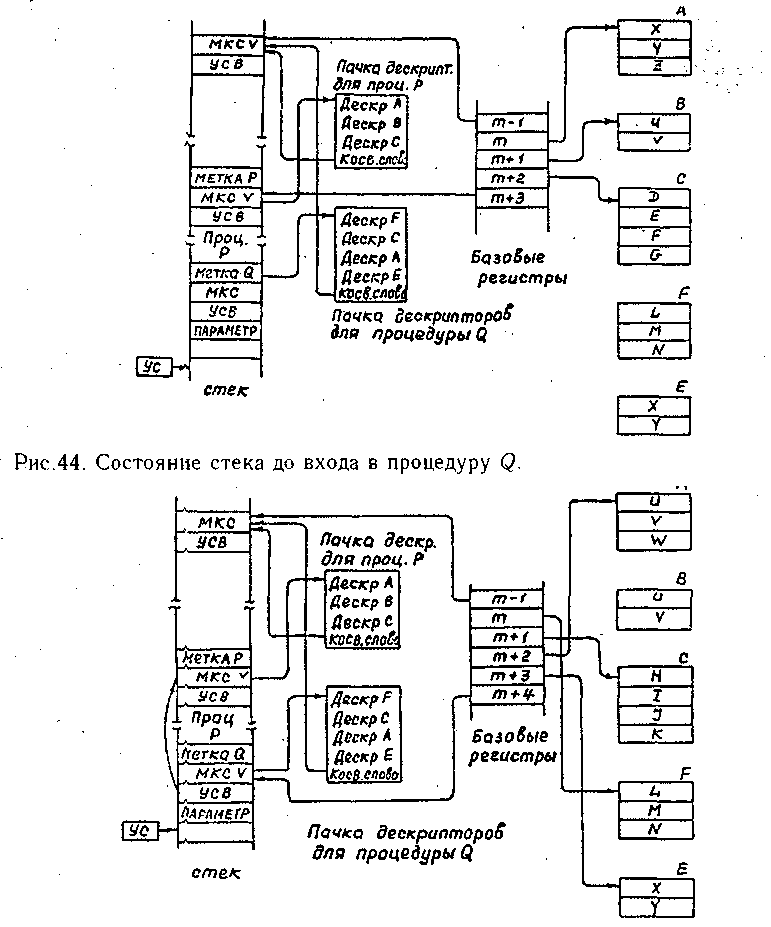 МКС V
УСВ
МЕТКА Р
МКС V
УСВ
Проц.
Р
Метка Q
МКС
УСВ
ПАРАМЕТР
УС
стек
Пачка дескрипт.
для проц. Р
Дескр А
Дескр В
Дескр С
Косв.слово
Дескр F
Дескр С
Дескр А
Дескр Е
Косв.слово
Пачка дескрипторов
для процедуры Q
m-1
m
m+1
m+2
m+3
Базовые
регистры
A
X
Y
Z
B
U
V
C
D
E
F
G
F
L
M
N
E
X
Y
Рис.44. Состояние стека до входа в процедуру Q.
МКС
УСВ
Метка Р
МКС V
УСВ
Проц
Р
Метка Q
МКС V
УСВ
ПАРАМЕТР
УС
стек
Пачка дескр.
для проц. Р
Дескр А
Дескр В
Дескр С
Косв.слово
Дескр F
Дескр С
Дескр А
Дескр Е
Косв.слово
Пачка дескрипторов
для процедуры Q
m-1
m
m+1
m+2
m+3
m+4
Базовые
регистры
U
V
W
B
U
V
C
H
I
J
K
F
L
M
N
E
X
Y